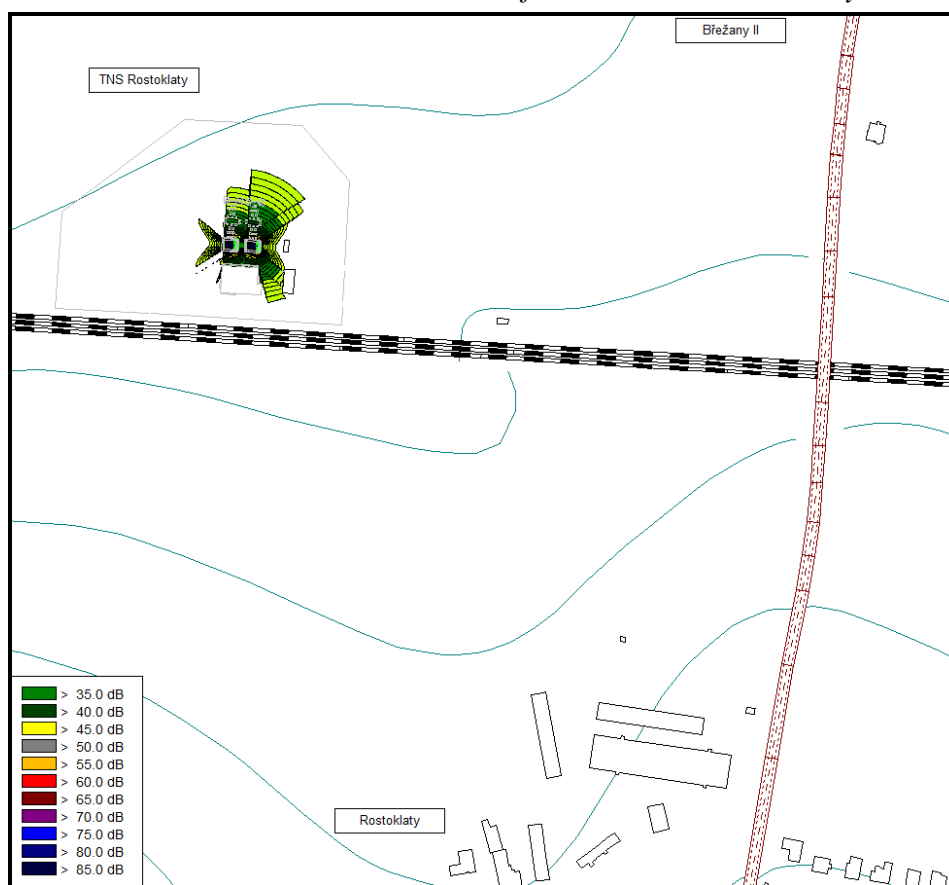 Břežany II
TNS Rostoklaty
> 35.0 dB
> 40.0 dB
> 45.0 dB
> 50.0 dB
> 55.0 dB
> 60.0 dB
> 65.0 dB
> 70.0 dB
> 75.0 dB
> 80.0 dB
> 85.0 dB
Rostoklaty